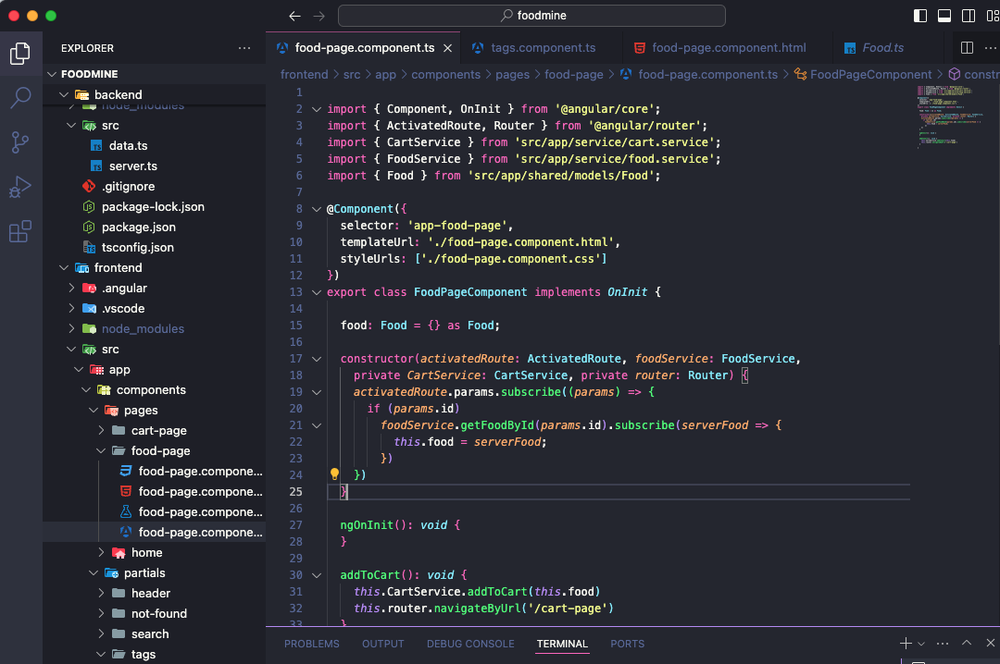 foodmine
EXPLORER
food-page.component.ts
tags.component.ts
food-page.component.html
Food.ts
frontend > src > app > components > pages > food-page > food-page.component.ts > FoodPageComponent > constr
FOODMINE
backend
node_modules
src
data.ts
server.ts
.gitignore
package-lock.json
package.json
tsconfig.json
frontend
.angular
.vscode
node_modules
src
app
components
pages
cart-page
food-page
food-page.compone...
food-page.compone...
food-page.compone...
food-page.compone...
home
partials
header
not-found
search
tags
1
2 import { Component, OnInit } from '@angular/core';
3 import { ActivatedRoute, Router } from '@angular/router';
4 import { CartService } from 'src/app/service/cart.service';
5 import { FoodService } from 'src/app/service/food.service';
6 import { Food } from 'src/app/shared/models/Food';
7
8 @Component({
9 selector: 'app-food-page',
10 templateUrl: './food-page.component.html',
11 styleUrls: ['./food-page.component.css']
12 })
13 export class FoodPageComponent implements OnInit {
14
15 food: Food = {} as Food;
16
17 constructor(activatedRoute: ActivatedRoute, foodService: FoodService,
18 private CartService: CartService, private router: Router) {
19 activatedRoute.params.subscribe((params) => {
20 if (params.id)
21 foodService.getFoodById(params.id).subscribe(serverFood => {
22 this.food = serverFood;
23 })
24 })
25 }
26
27 ngOnInit(): void {
28 }
29
30 addToCart(): void {
31 this.CartService.addToCart(this.food)
32 this.router.navigateByUrl('/cart-page')
33 }
PROBLEMS
OUTPUT
DEBUG CONSOLE
TERMINAL
PORTS